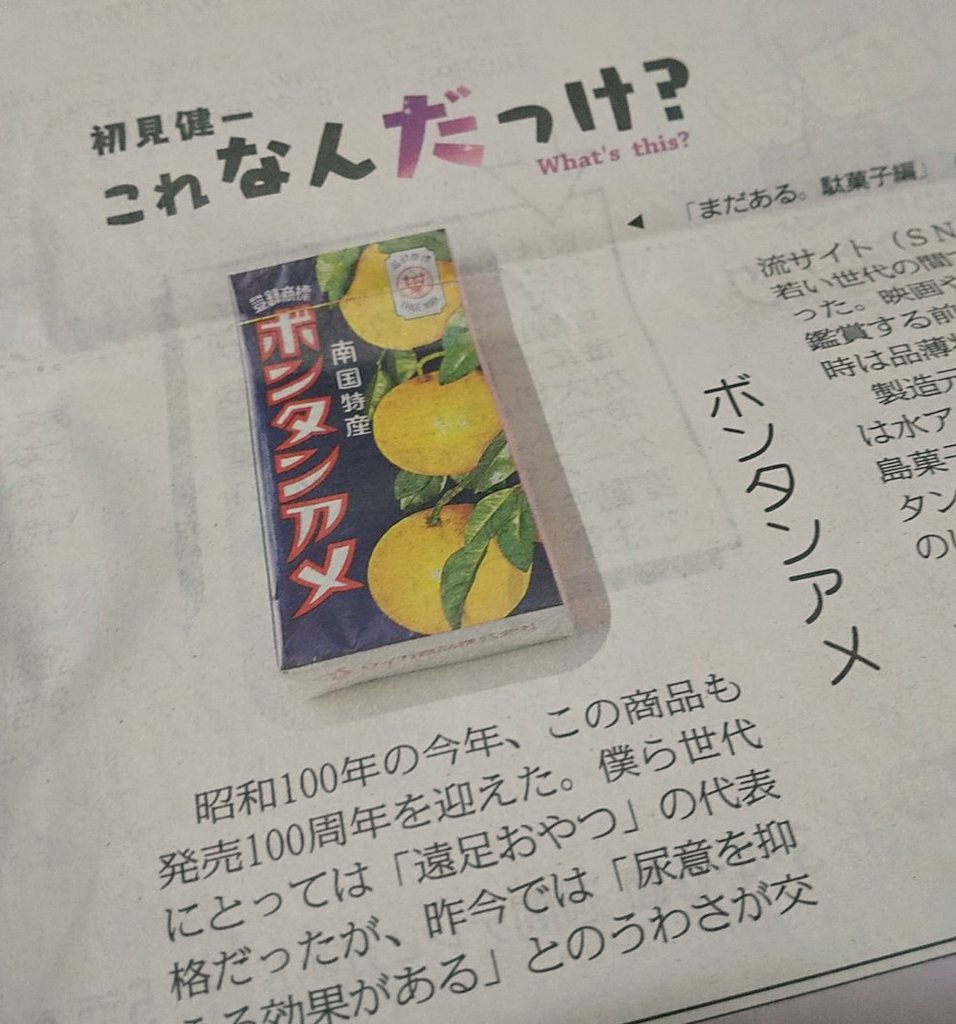 初見健一
これなんだっけ？
What's this?
◀「まだある。駄菓子編」
登録商標
ボンタンアメ
南国特産
ボンタンアメ
昭和100年の今年、この商品も
発売100周年を迎えた。僕ら世代
にとっては「遠足おやつ」の代表
格だったが、昨今では「尿意を抑
える効果がある」とのうわさが交
流サイト（ＳＮ
若い世代の間で
った。映画や
鑑賞する前
時は品薄
製造元
は水ア
島菓子
タン
のし